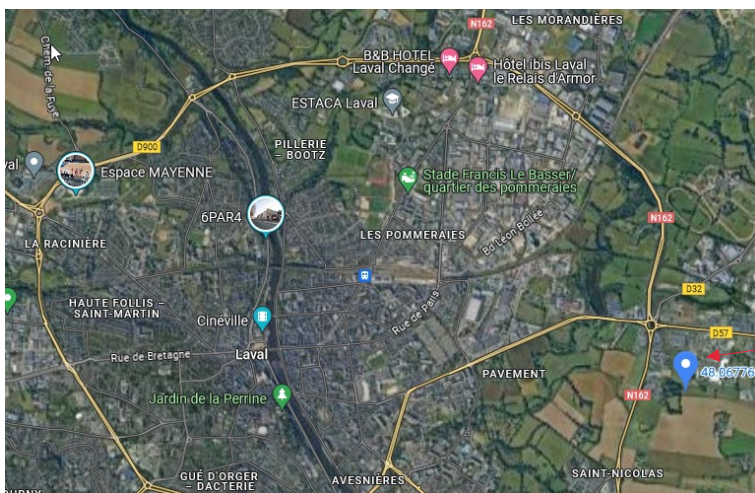 N162
LES MORANDIÈRES
Chem. de la Fuye
B&B HOTEL
Laval Changé
Hôtel ibis Laval
le Relais d'Armor
ESTACA Laval
PILLERIE
– BOOTZ
D900
val
Espace MAYENNE
Stade Francis Le Basser/
quartier des pommeraies
6PAR4
LES POMMERAIES
Bd Léon Bollée
N162
LA RACINIÈRE
D32
HAUTE FOLLIS –
SAINT-MARTIN
Cinéville
Rue de Paris
D57
Rue de Bretagne
Laval
PAVEMENT
48.06776
N162
Jardin de la Perrine
GUÉ D'ORGER
– DACTERIE
AVESNIÈRES
SAINT-NICOLAS